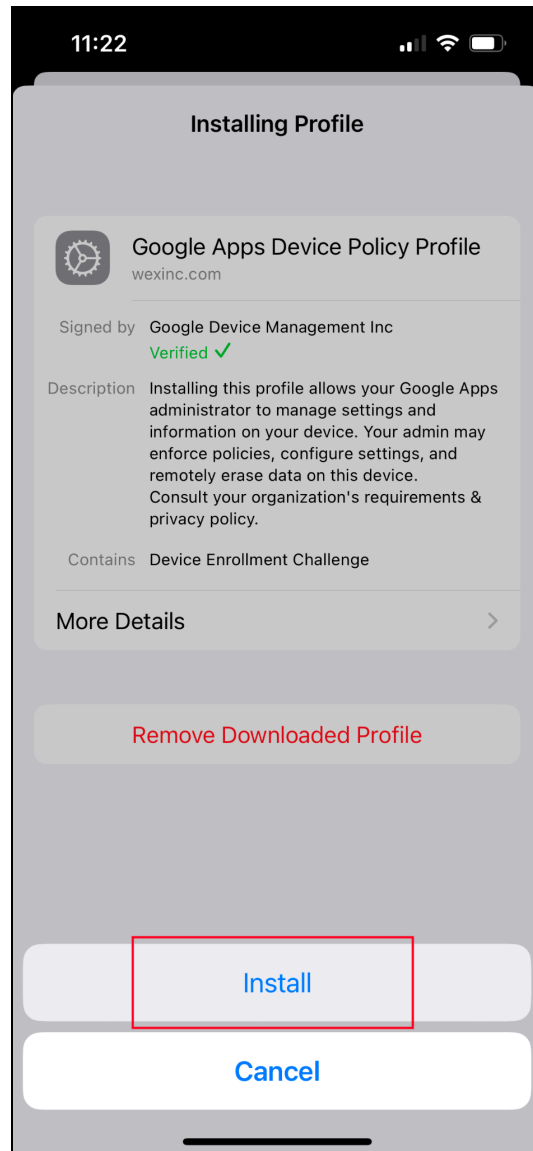 11:22
Installing Profile
Google Apps Device Policy Profile
wexinc.com
Signed by Google Device Management Inc
Verified ✓
Description Installing this profile allows your Google Apps
administrator to manage settings and
information on your device. Your admin may
enforce policies, configure settings, and
remotely erase data on this device.
Consult your organization's requirements &
privacy policy.
Contains Device Enrollment Challenge
More Details
Remove Downloaded Profile
Install
Cancel